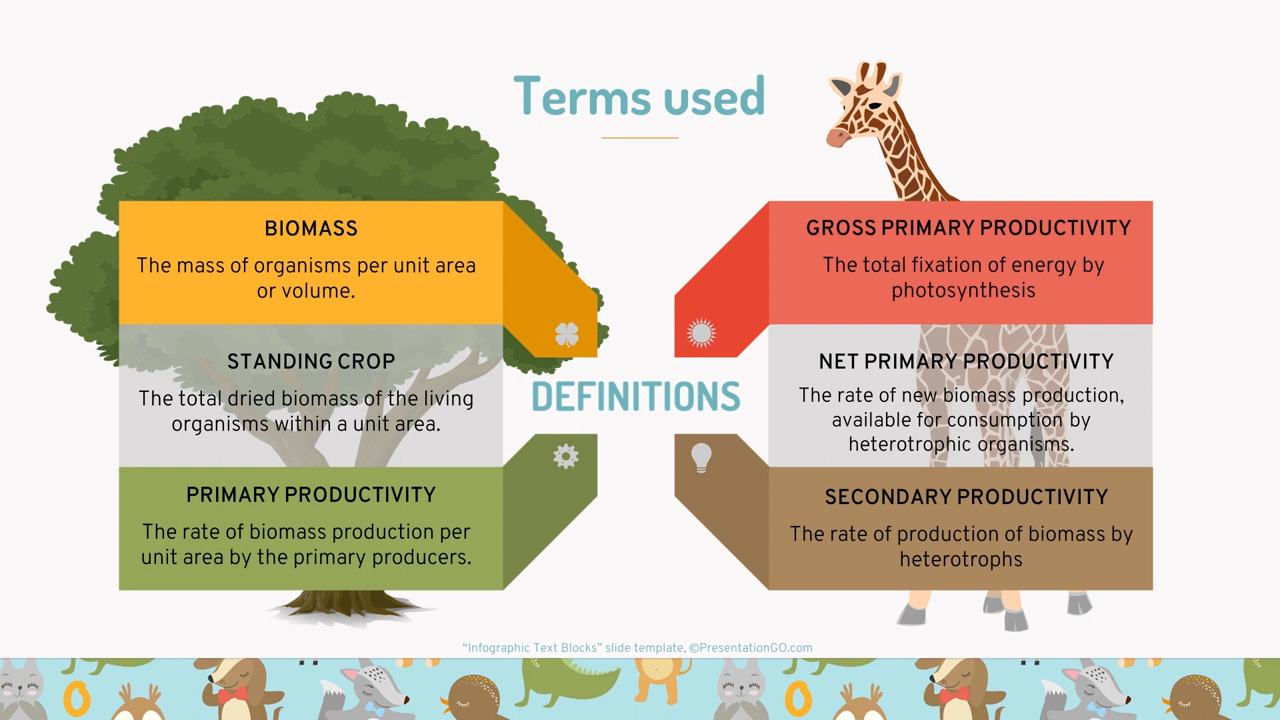 Terms used
BIOMASS
The mass of organisms per unit area
or volume.
STANDING CROP
The total dried biomass of the living
organisms within a unit area.
PRIMARY PRODUCTIVITY
The rate of biomass production per
unit area by the primary producers.
DEFINITIONS
GROSS PRIMARY PRODUCTIVITY
The total fixation of energy by
photosynthesis
NET PRIMARY PRODUCTIVITY
The rate of new biomass production,
available for consumption by
heterotrophic organisms.
SECONDARY PRODUCTIVITY
The rate of production of biomass by
heterotrophs
“Infographic Text Blocks” slide template, ©PresentationGO.com